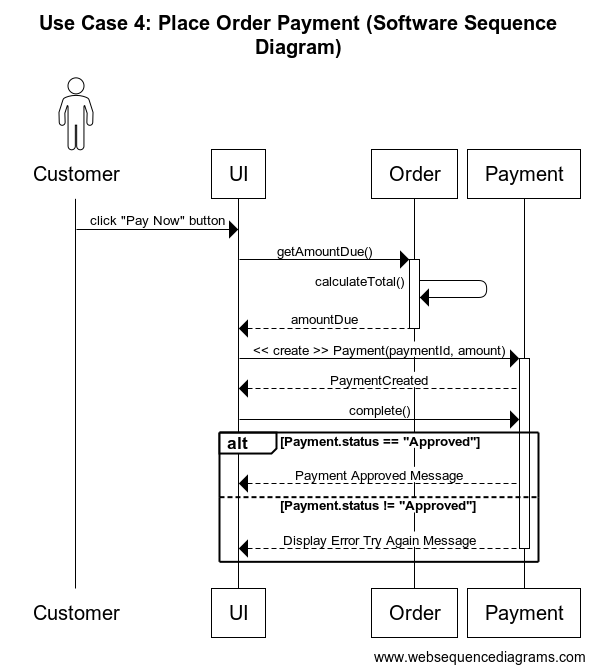 Use Case 4: Place Order Payment (Software Sequence
Diagram)
Customer
UI
Order
Payment
click "Pay Now" button
getAmountDue()
calculateTotal()
amountDue
<< create >> Payment(paymentId, amount)
PaymentCreated
complete()
alt [Payment.status == "Approved"]
Payment Approved Message
[Payment.status != "Approved"]
Display Error Try Again Message
Customer
UI
Order
Payment
www.websequencediagrams.com